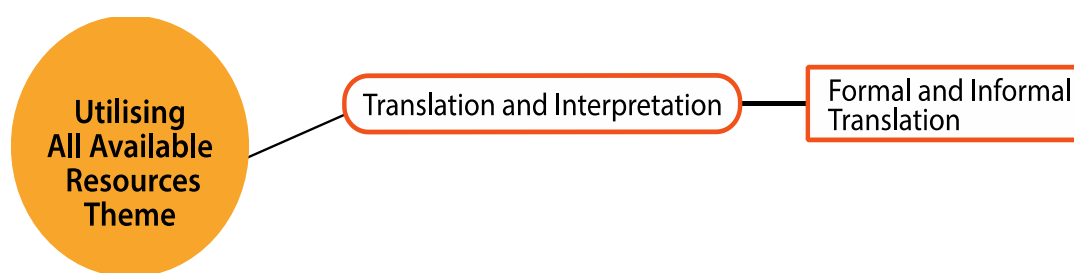 Utilising
All Available
Resources
Theme
Translation and Interpretation
Formal and Informal
Translation